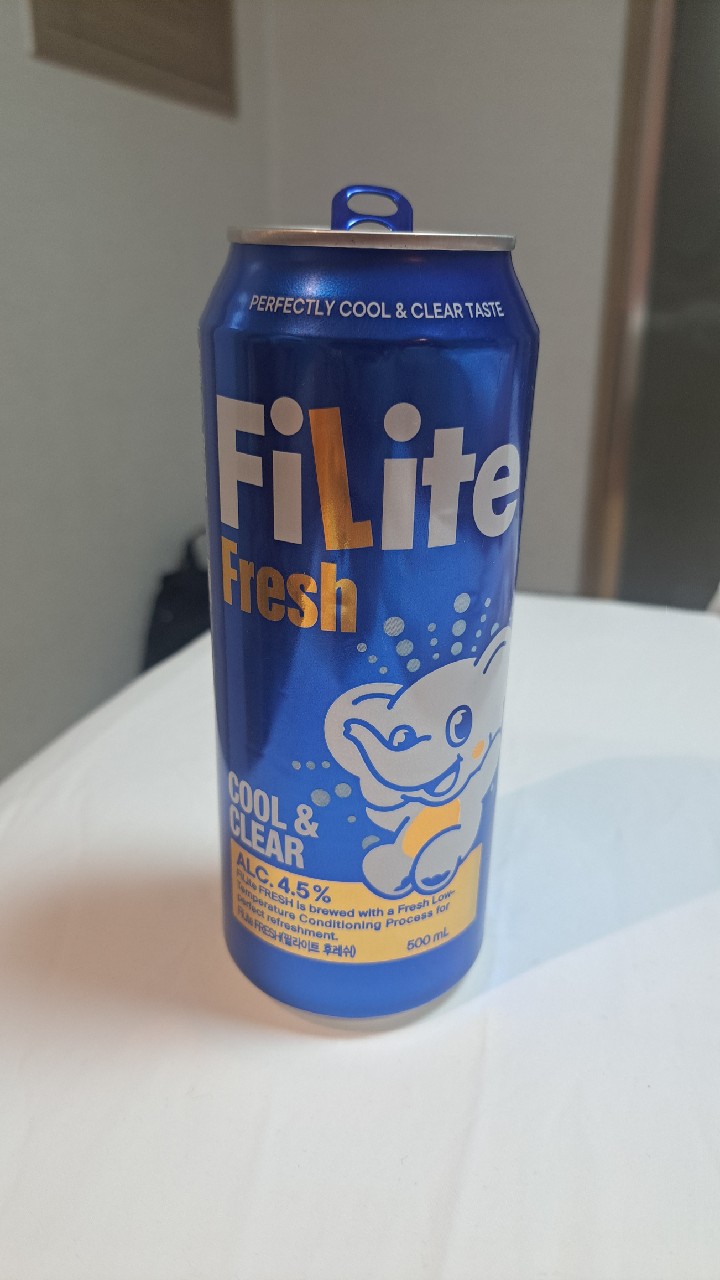 PERFECTLY COOL & CLEAR TASTE
FiLite
Fresh
COOL &
CLEAR
ALC. 4.5%
FiLite FRESH is brewed with a Fresh Low-
Temperature Conditioning Process for
perfect refreshment.
FiLite FRESH(필라이트 후레쉬)
500 mL